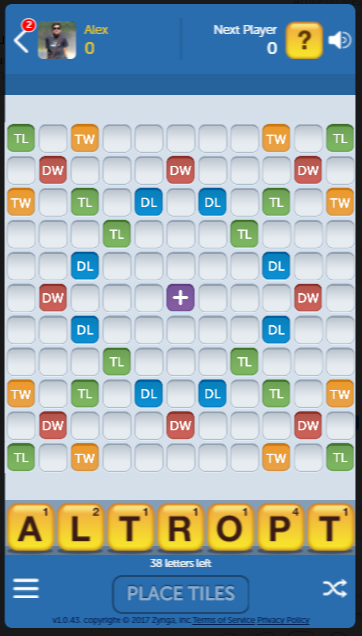 2
Alex
0
Next Player
0
?
TL TW TW TL
DW DW DW
TW TL DL DL TL TW
TL TL
DL DL
DW + DW
DL DL
TL TL
TW TL DL DL TL TW
DW DW DW
TL TW TW TL
A1 L2 T1 R1 O1 P4 T1
38 letters left
PLACE TILES
v1.0.43. copyright © 2017 Zynga, Inc. Terms of Service Privacy Policy